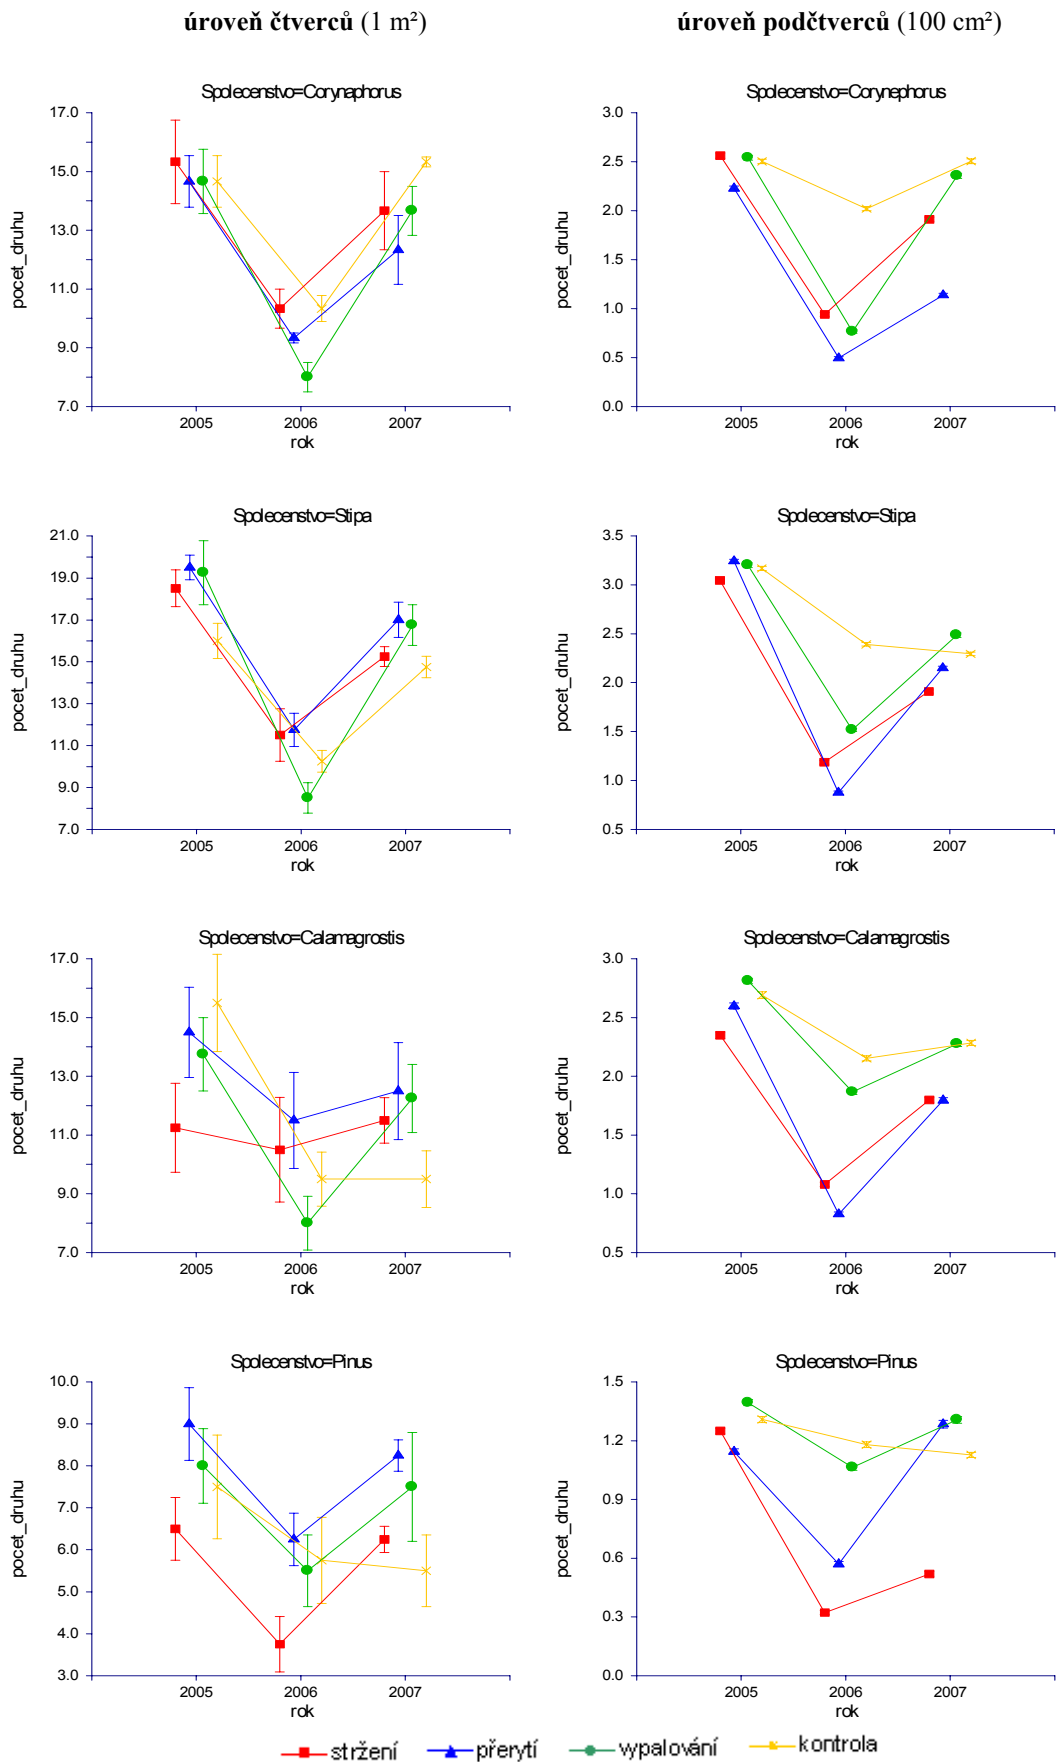 úroveň čtverců (1 m²)
úroveň podčtverců (100 cm²)
Spolecenstvo=Corynaphorus
17.0
15.0
13.0
11.0
9.0
7.0
pocet_druhu
2005
2006
2007
rok
Spolecenstvo=Corynephorus
3.0
2.5
2.0
1.5
1.0
0.5
0.0
pocet_druhu
2005
2006
2007
rok
Spolecenstvo=Stipa
21.0
19.0
17.0
15.0
13.0
11.0
9.0
7.0
pocet_druhu
2005
2006
2007
rok
Spolecenstvo=Stipa
3.5
3.0
2.5
2.0
1.5
1.0
0.5
pocet_druhu
2005
2006
2007
rok
Spolecenstvo=Calamagrostis
17.0
15.0
13.0
11.0
9.0
7.0
pocet_druhu
2005
2006
2007
rok
Spolecenstvo=Calamagrostis
3.0
2.5
2.0
1.5
1.0
0.5
pocet_druhu
2005
2006
2007
rok
Spolecenstvo=Pinus
10.0
9.0
8.0
7.0
6.0
5.0
4.0
3.0
pocet_druhu
2005
2006
2007
rok
Spolecenstvo=Pinus
1.5
1.2
0.9
0.6
0.3
0.0
pocet_druhu
2005
2006
2007
rok
stržení
přerytí
vypalování
kontrola